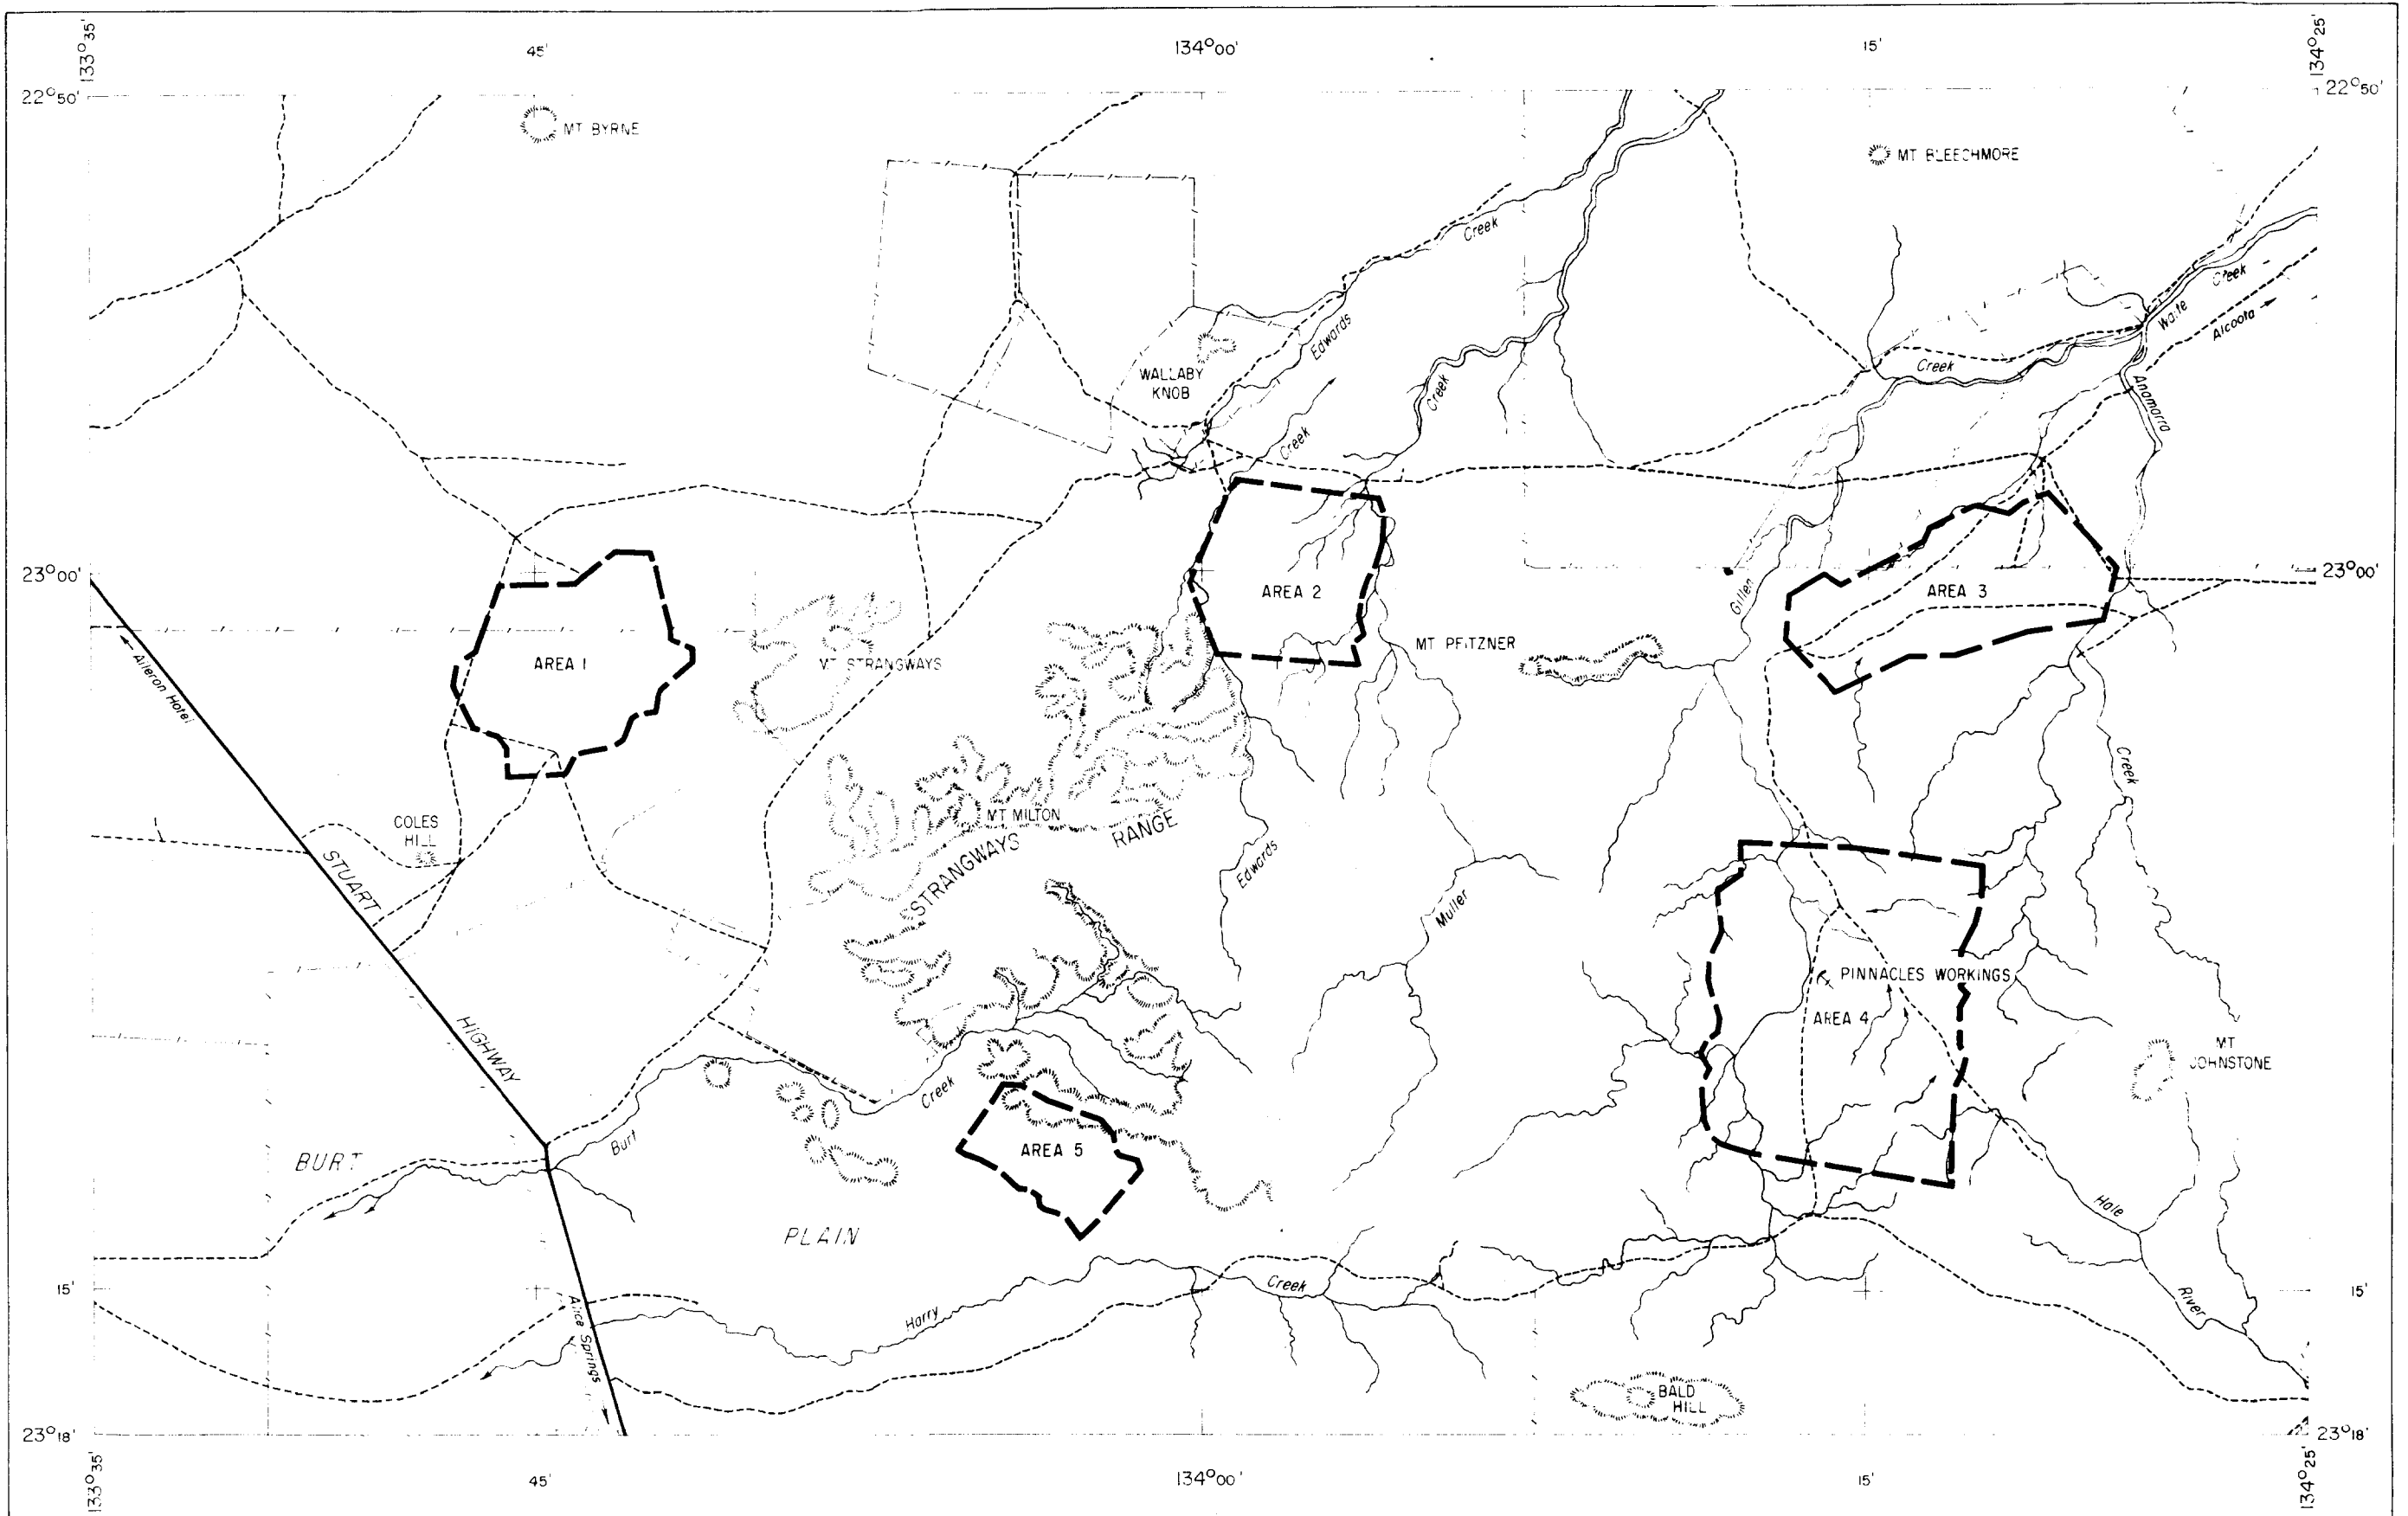 133°35'
45'
134°00'
15'
134°25'
22°50'
22°50'
MT BYRNE
MT BLEECHMORE
Creek
Creek
Waite
Alcoota
Edwards
WALLABY
KNOB
Creek
Creek
Anamarra
Creek
23°00'
23°00'
AREA 1
AREA 2
AREA 3
Gillen
← Aileron Hotel
MT STRANGWAYS
MT PFITZNER
Creek
COLES
HILL
MT MILTON
STRANGWAYS
RANGE
STUART
Edwards
Muller
PINNACLES WORKINGS
AREA 4
HIGHWAY
MT
JOHNSTONE
Creek
Burt
BURT
AREA 5
PLAIN
Hale
River
15'
15'
Creek
Harry
Alice Springs
BALD
HILL
23°18'
23°18'
133°35'
45'
134°00'
15'
134°25'